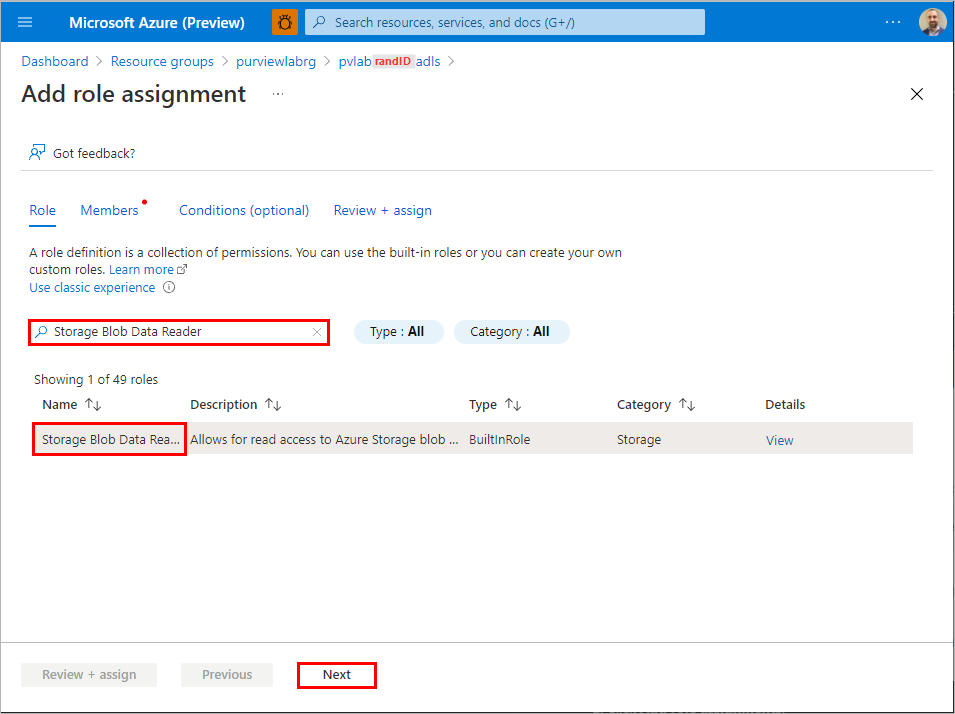 Microsoft Azure (Preview)
Search resources, services, and docs (G+/)
Dashboard > Resource groups > purviewlabrg > pvlab randID adls >
Add role assignment ...
Got feedback?
Role Members Conditions (optional) Review + assign
A role definition is a collection of permissions. You can use the built-in roles or you can create your own
custom roles. Learn more
Use classic experience
Storage Blob Data Reader
Type : All
Category : All
Showing 1 of 49 roles
Name Description Type Category Details
Storage Blob Data Rea... Allows for read access to Azure Storage blob ... BuiltInRole Storage View
Review + assign Previous Next